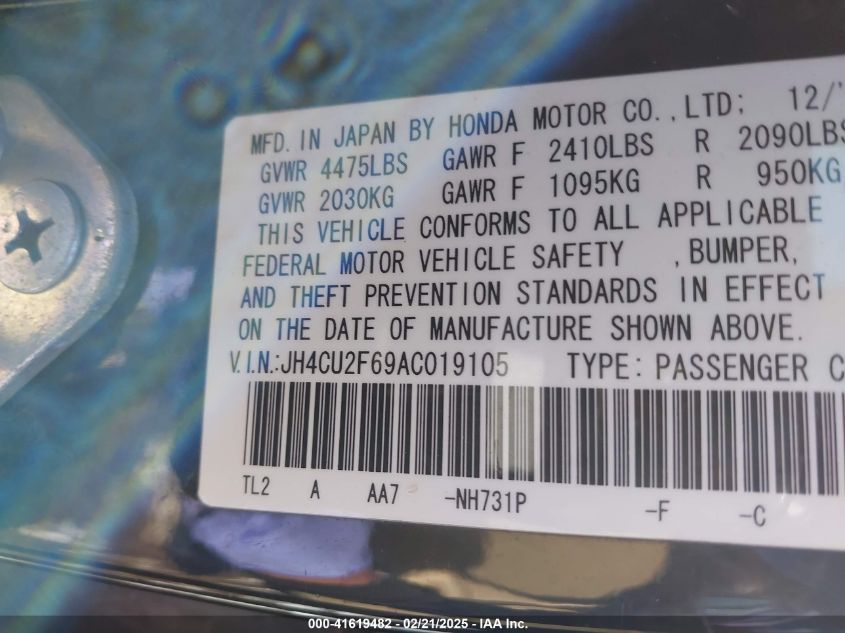 MFD. IN JAPAN BY HONDA MOTOR CO., LTD: 12/'
GVWR 4475LBS GAWR F 2410LBS R 2090LBS
GVWR 2030KG GAWR F 1095KG R 950KG
THIS VEHICLE CONFORMS TO ALL APPLICABLE
FEDERAL MOTOR VEHICLE SAFETY , BUMPER,
AND THEFT PREVENTION STANDARDS IN EFFECT
ON THE DATE OF MANUFACTURE SHOWN ABOVE.
V.I.N.:JH4CU2F69AC019105 TYPE: PASSENGER C
TL2 A AA7 -NH731P -F -C
000-41619482 - 02/21/2025 - IAA Inc.